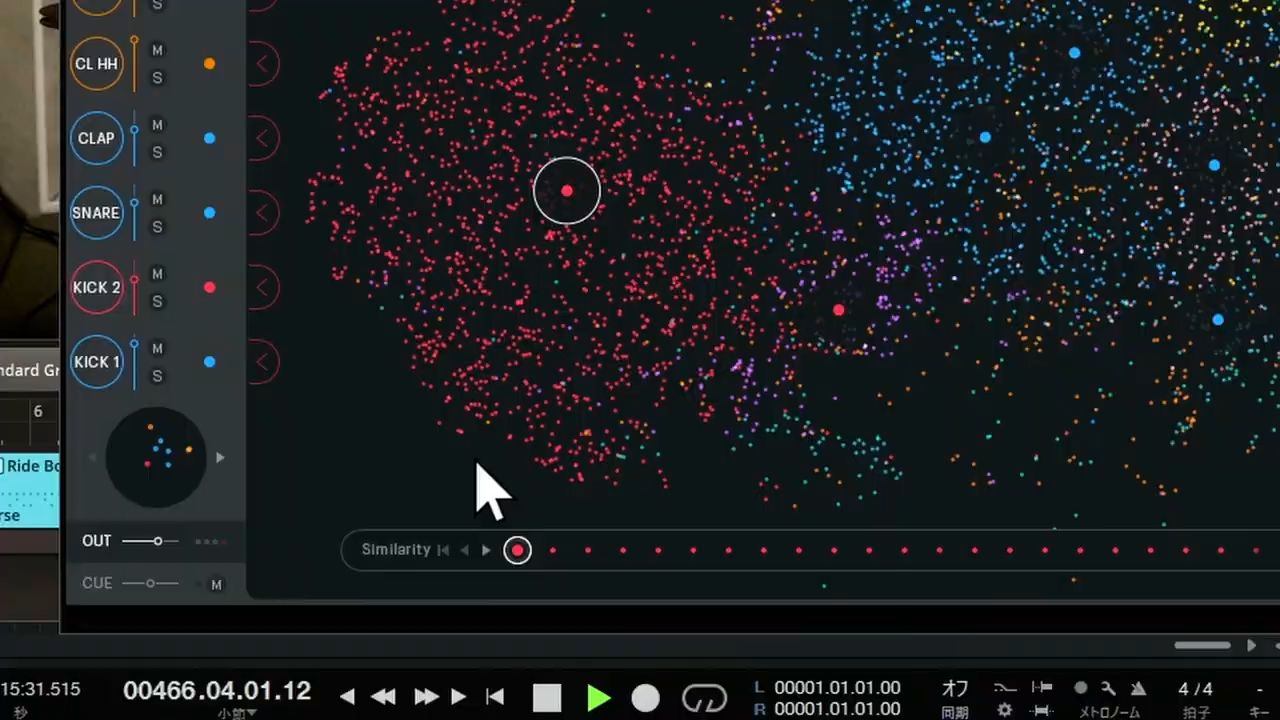 S
CL HH
M
S
CLAP
M
S
SNARE
M
S
KICK 2
M
S
KICK 1
M
S
ndard Gr
6
Ride Bo
rse
OUT
CUE
M
Similarity
15:31.515
秒
00466.04.01.12
小節
L 00001.01.01.00
R 00001.01.01.00
オフ
同期
メトロノーム
4 / 4
拍子
-
キー